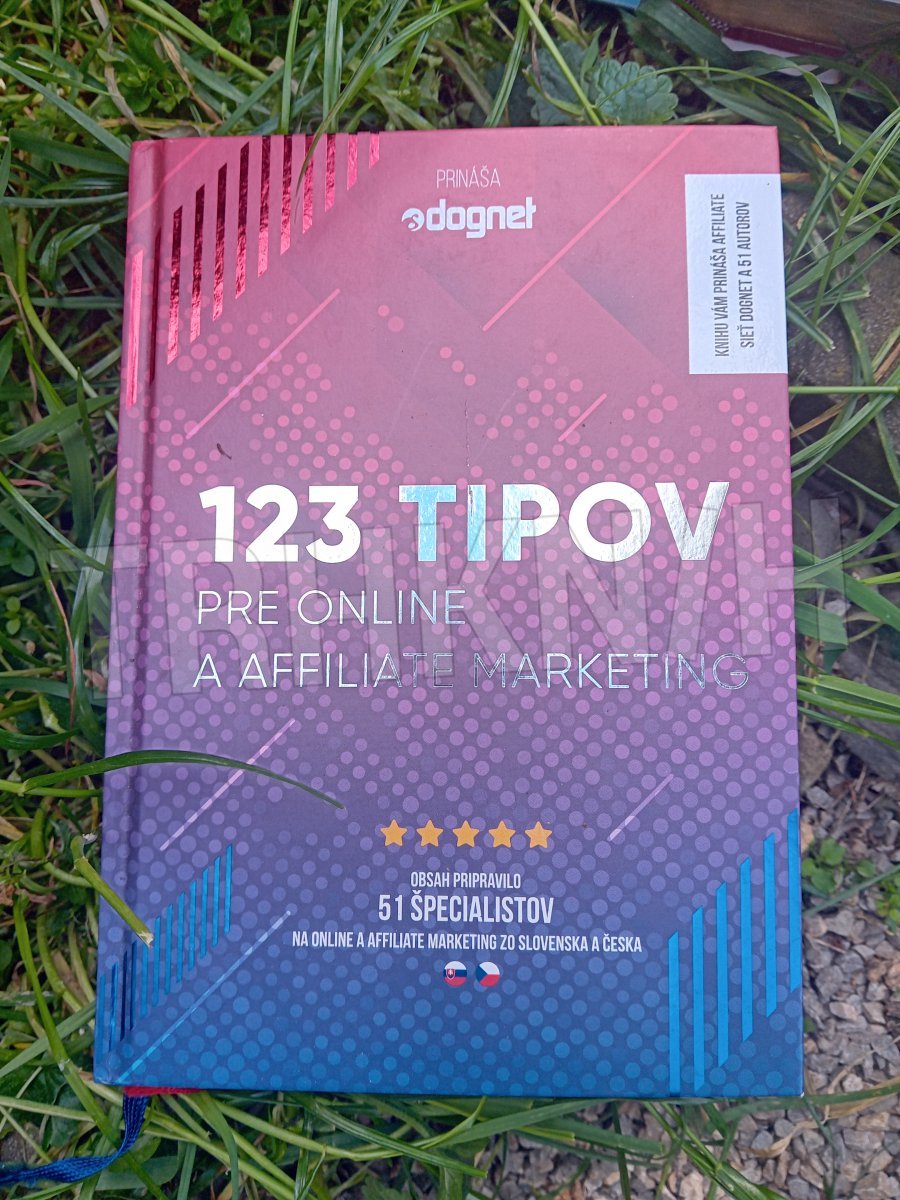 PRINÁŠA
dognet
KNIHU VÁM PRINÁŠA AFFILIATE
SIEŤ DOGNET A 51 AUTOROV
123 TIPOV
PRE ONLINE
A AFFILIATE MARKETING
OBSAH PRIPRAVILO
51 ŠPECIALISTOV
NA ONLINE A AFFILIATE MARKETING ZO SLOVENSKA A ČESKA